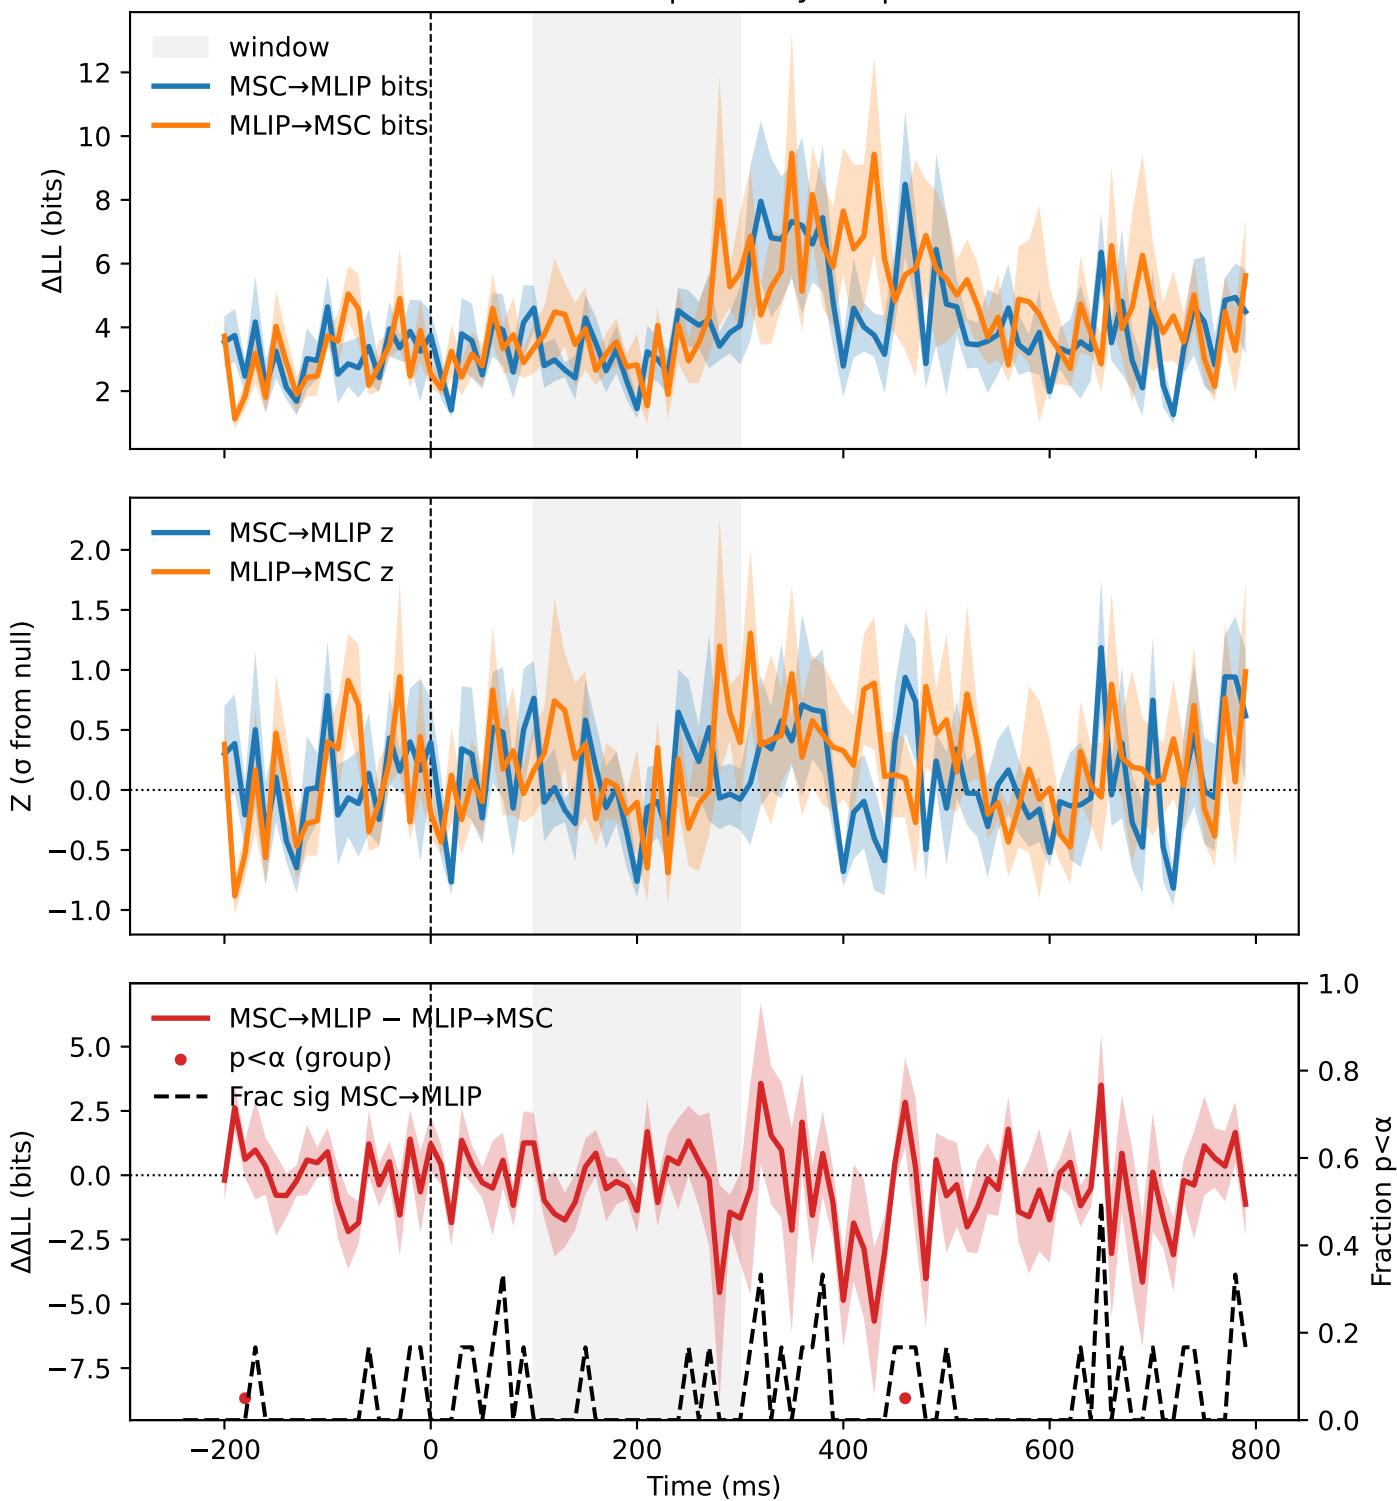 window
MSC→MLIP bits
MLIP→MSC bits
12
10
8
6
4
2
ΔLL (bits)
MSC→MLIP z
MLIP→MSC z
2.0
1.5
1.0
0.5
0.0
−0.5
−1.0
Z (σ from null)
MSC→MLIP − MLIP→MSC
p<α (group)
Frac sig MSC→MLIP
5.0
2.5
0.0
−2.5
−5.0
−7.5
ΔΔLL (bits)
1.0
0.8
0.6
0.4
0.2
0.0
Fraction p<α
−200
0
200
400
600
800
Time (ms)